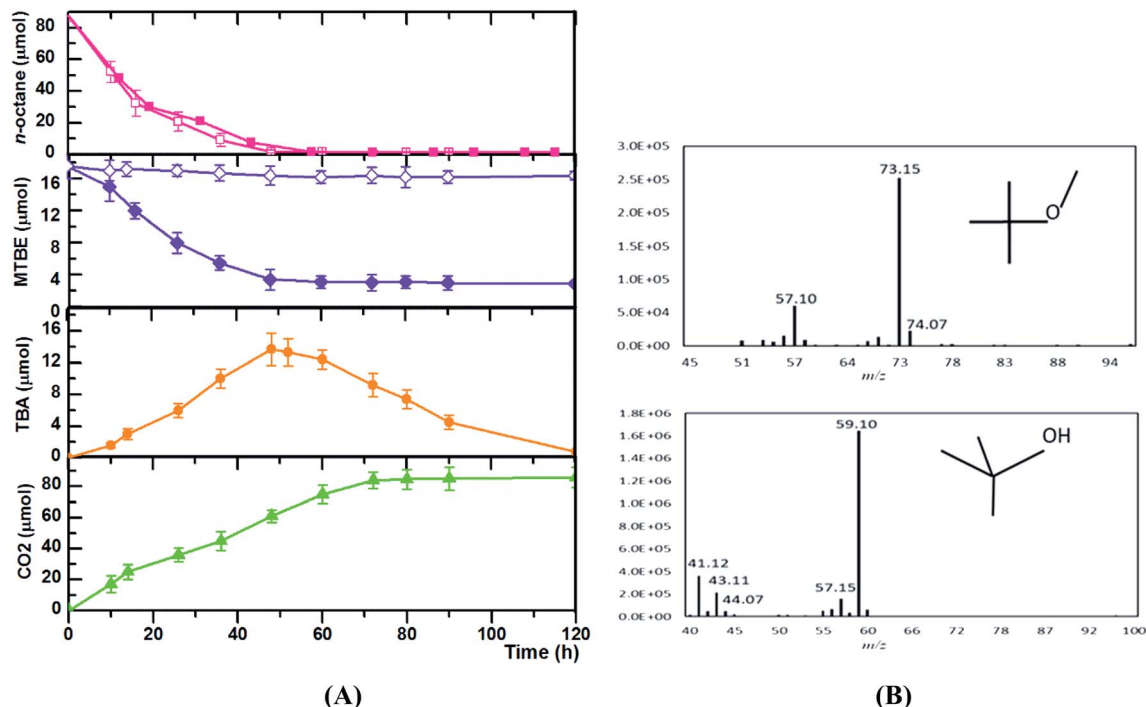 n-octane (μmol)
80
60
40
20
0
MTBE (μmol)
16
12
8
4
0
TBA (μmol)
16
12
8
4
0
CO2 (μmol)
80
60
40
20
0
0 20 40 60 80 100 120
Time (h)
(A)
3.0E+05
2.5E+05
2.0E+05
1.5E+05
1.0E+05
5.0E+04
0.0E+00
73.15
57.10
74.07
O
45 51 57 64 73 78 83 88 94
m/z
1.8E+06
1.6E+06
1.4E+06
1.2E+06
1.0E+06
8.0E+05
6.0E+05
4.0E+05
2.0E+05
0.0E+00
59.10
OH
41.12
43.11
44.07
57.15
40 45 55 60 66 72 78 87 100
m/z
(B)